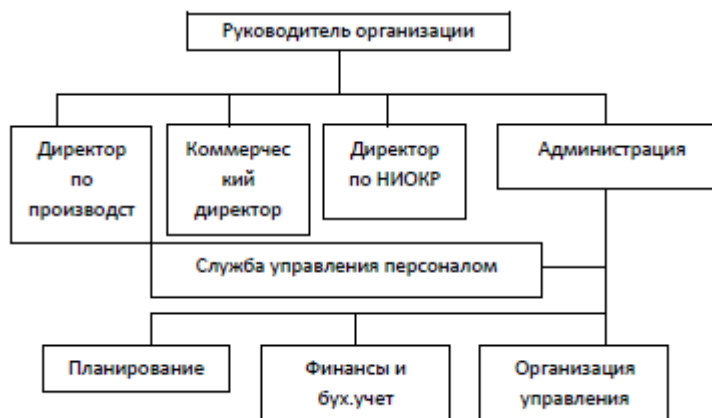 Руководитель организации
Директор
по
производст
Коммерчес
кий
директор
Директор
по НИОКР
Администрация
Служба управления персоналом
Планирование
Финансы и
бух.учет
Организация
управления